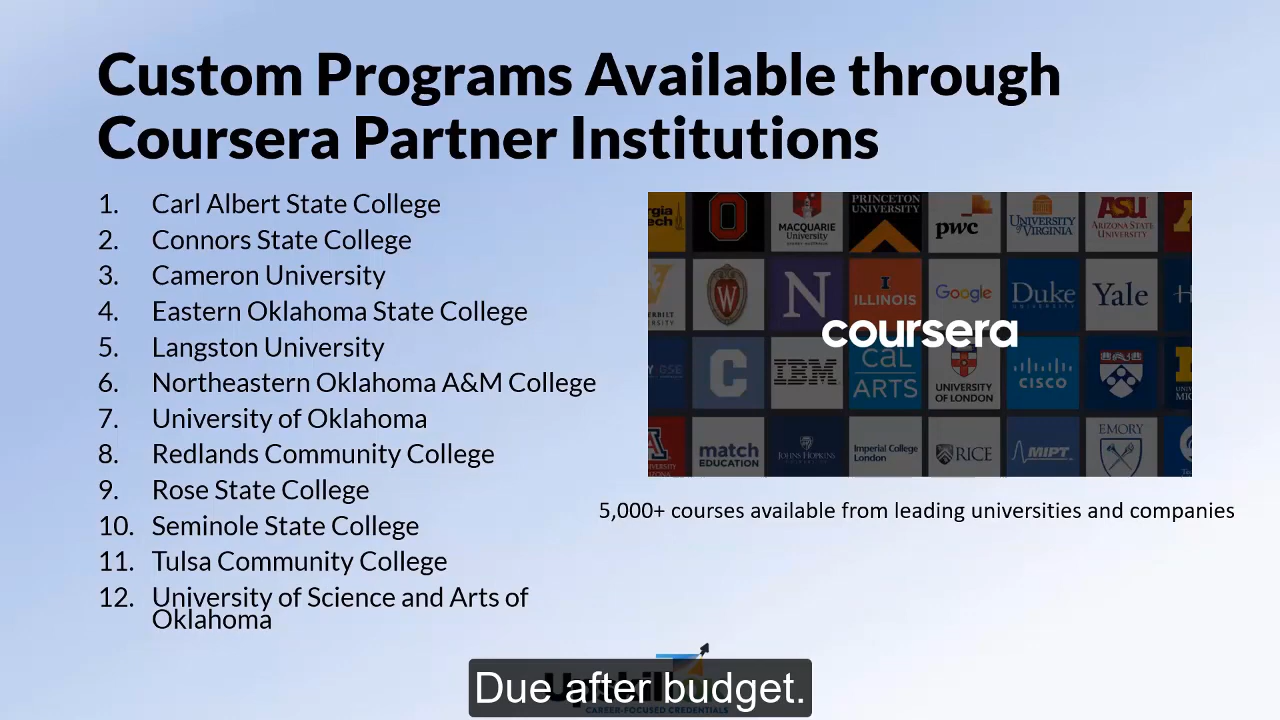 Custom Programs Available through
Coursera Partner Institutions
1. Carl Albert State College
2. Connors State College
3. Cameron University
4. Eastern Oklahoma State College
5. Langston University
6. Northeastern Oklahoma A&M College
7. University of Oklahoma
8. Redlands Community College
9. Rose State College
10. Seminole State College
11. Tulsa Community College
12. University of Science and Arts of
Oklahoma
MACQUARIE
University
PRINCETON
UNIVERSITY
pwc
UNIVERSITY
of VIRGINIA
ASU
ARIZONA STATE
UNIVERSITY
W
N
I
ILLINOIS
Google
Duke
UNIVERSITY
Yale
coursera
C
IBM
CAL
ARTS
UNIVERSITY
OF LONDON
CISCO
match
EDUCATION
JOHNS HOPKINS
Imperial College
London
RICE
MIPT
EMORY
5,000+ courses available from leading universities and companies
Due after budget.
CAREER-FOCUSED CREDENTIALS